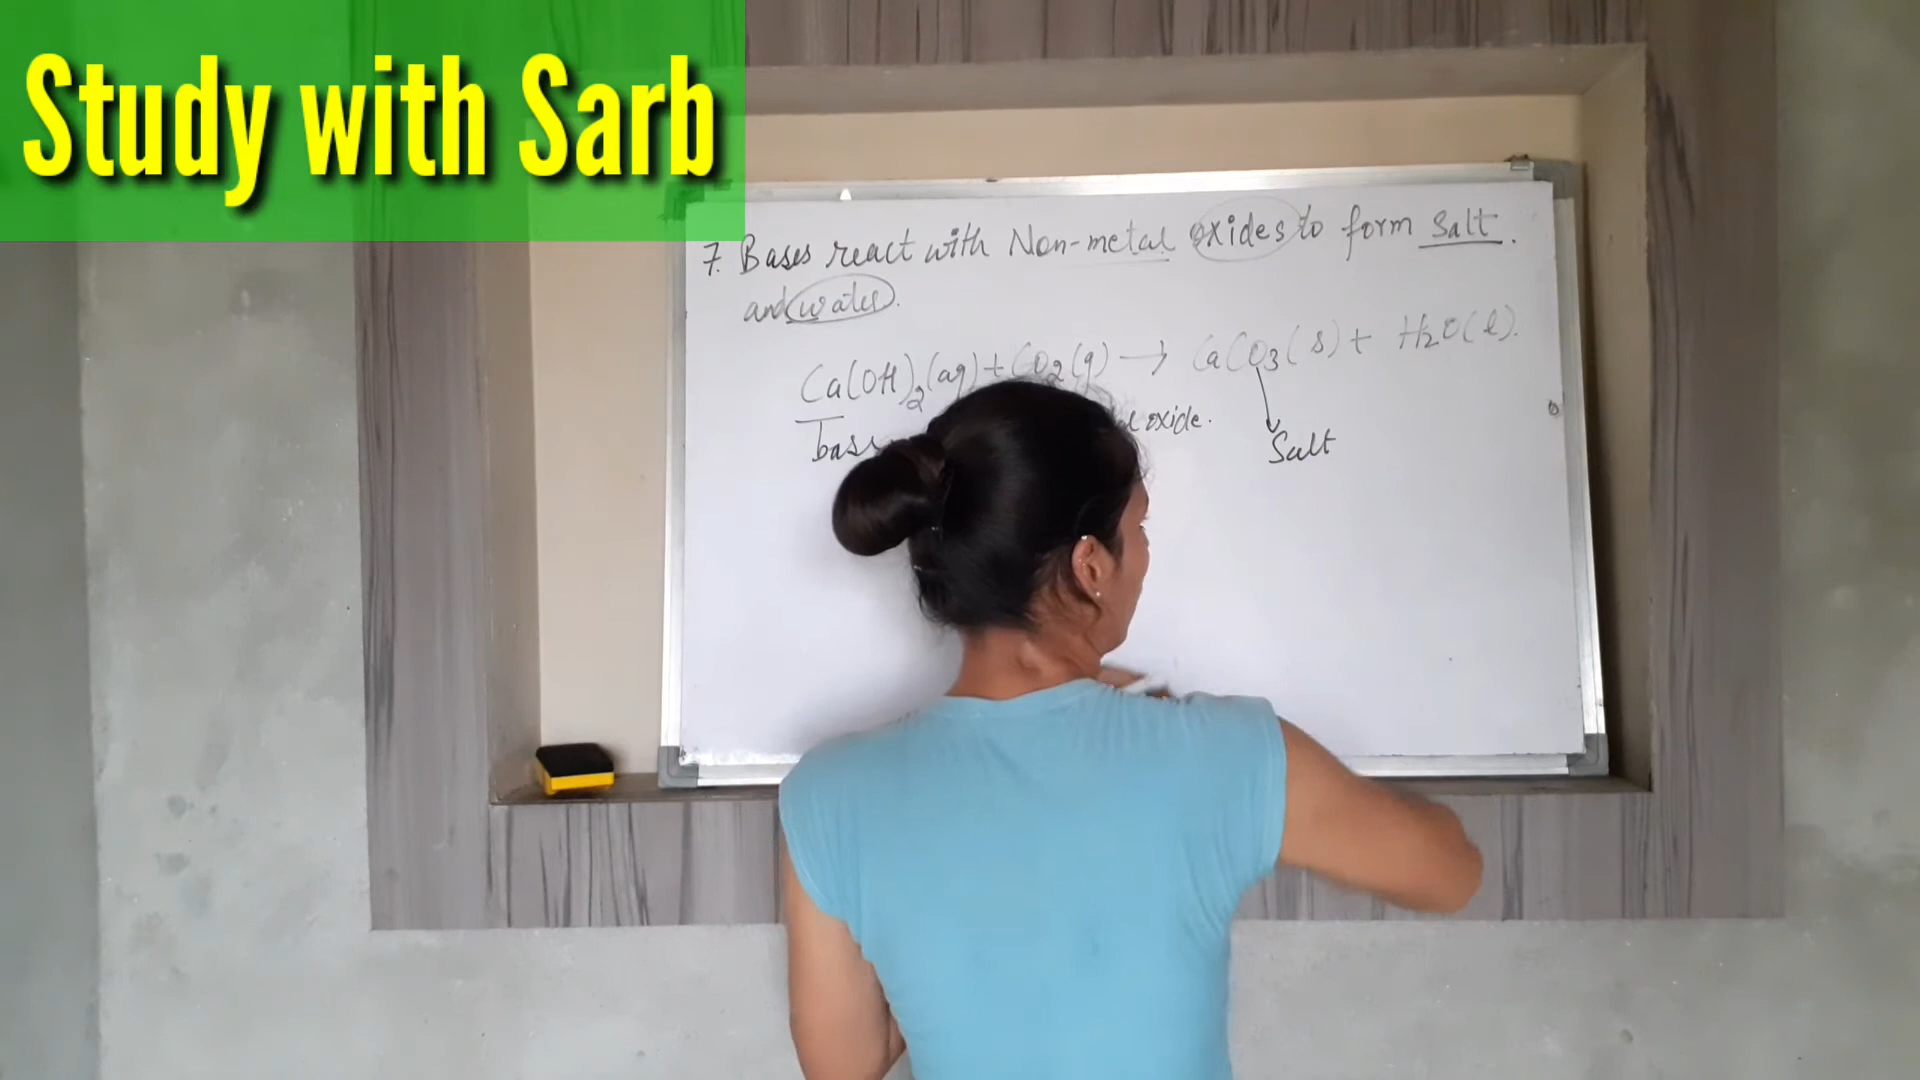 Study with Sarb
7. Bases react with Non-metal oxides to form Salt.
and water.
Ca(OH)2(aq) + CO2(g) → CaCO3(s) + H2O(l).
oxide.
base
Salt